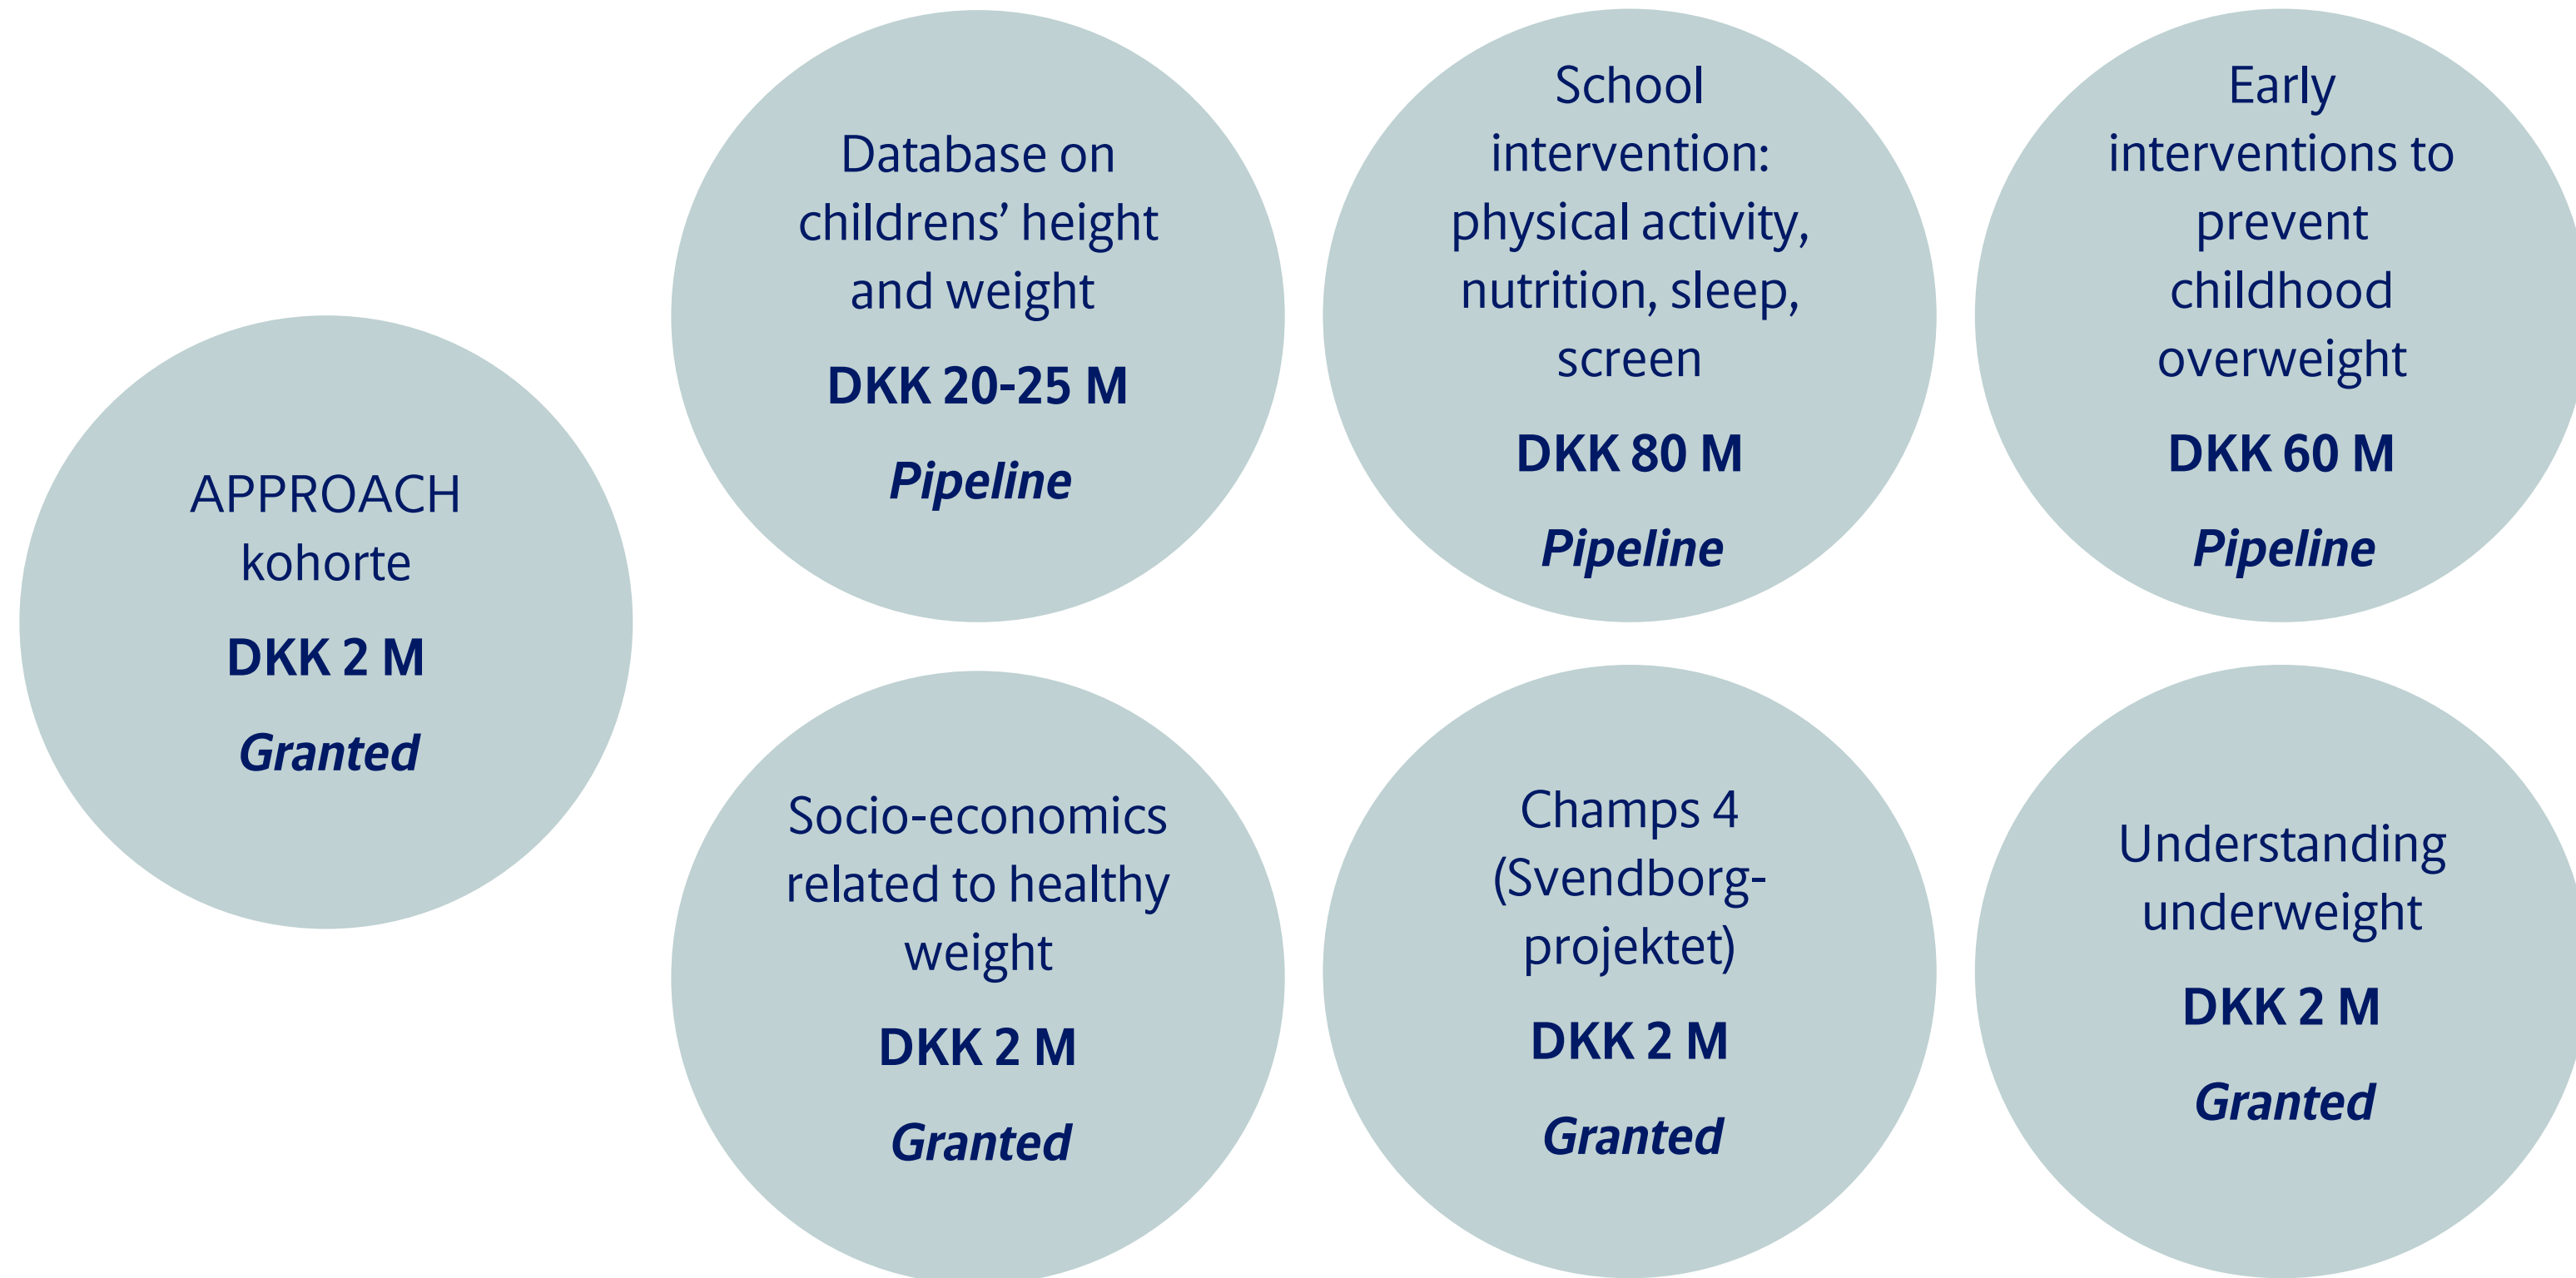 APPROACH
kohorte
DKK 2 M
Granted
Database on
childrens’ height
and weight
DKK 20-25 M
Pipeline
School
intervention:
physical activity,
nutrition, sleep,
screen
DKK 80 M
Pipeline
Early
interventions to
prevent
childhood
overweight
DKK 60 M
Pipeline
Socio-economics
related to healthy
weight
DKK 2 M
Granted
Champs 4
(Svendborg-
projektet)
DKK 2 M
Granted
Understanding
underweight
DKK 2 M
Granted